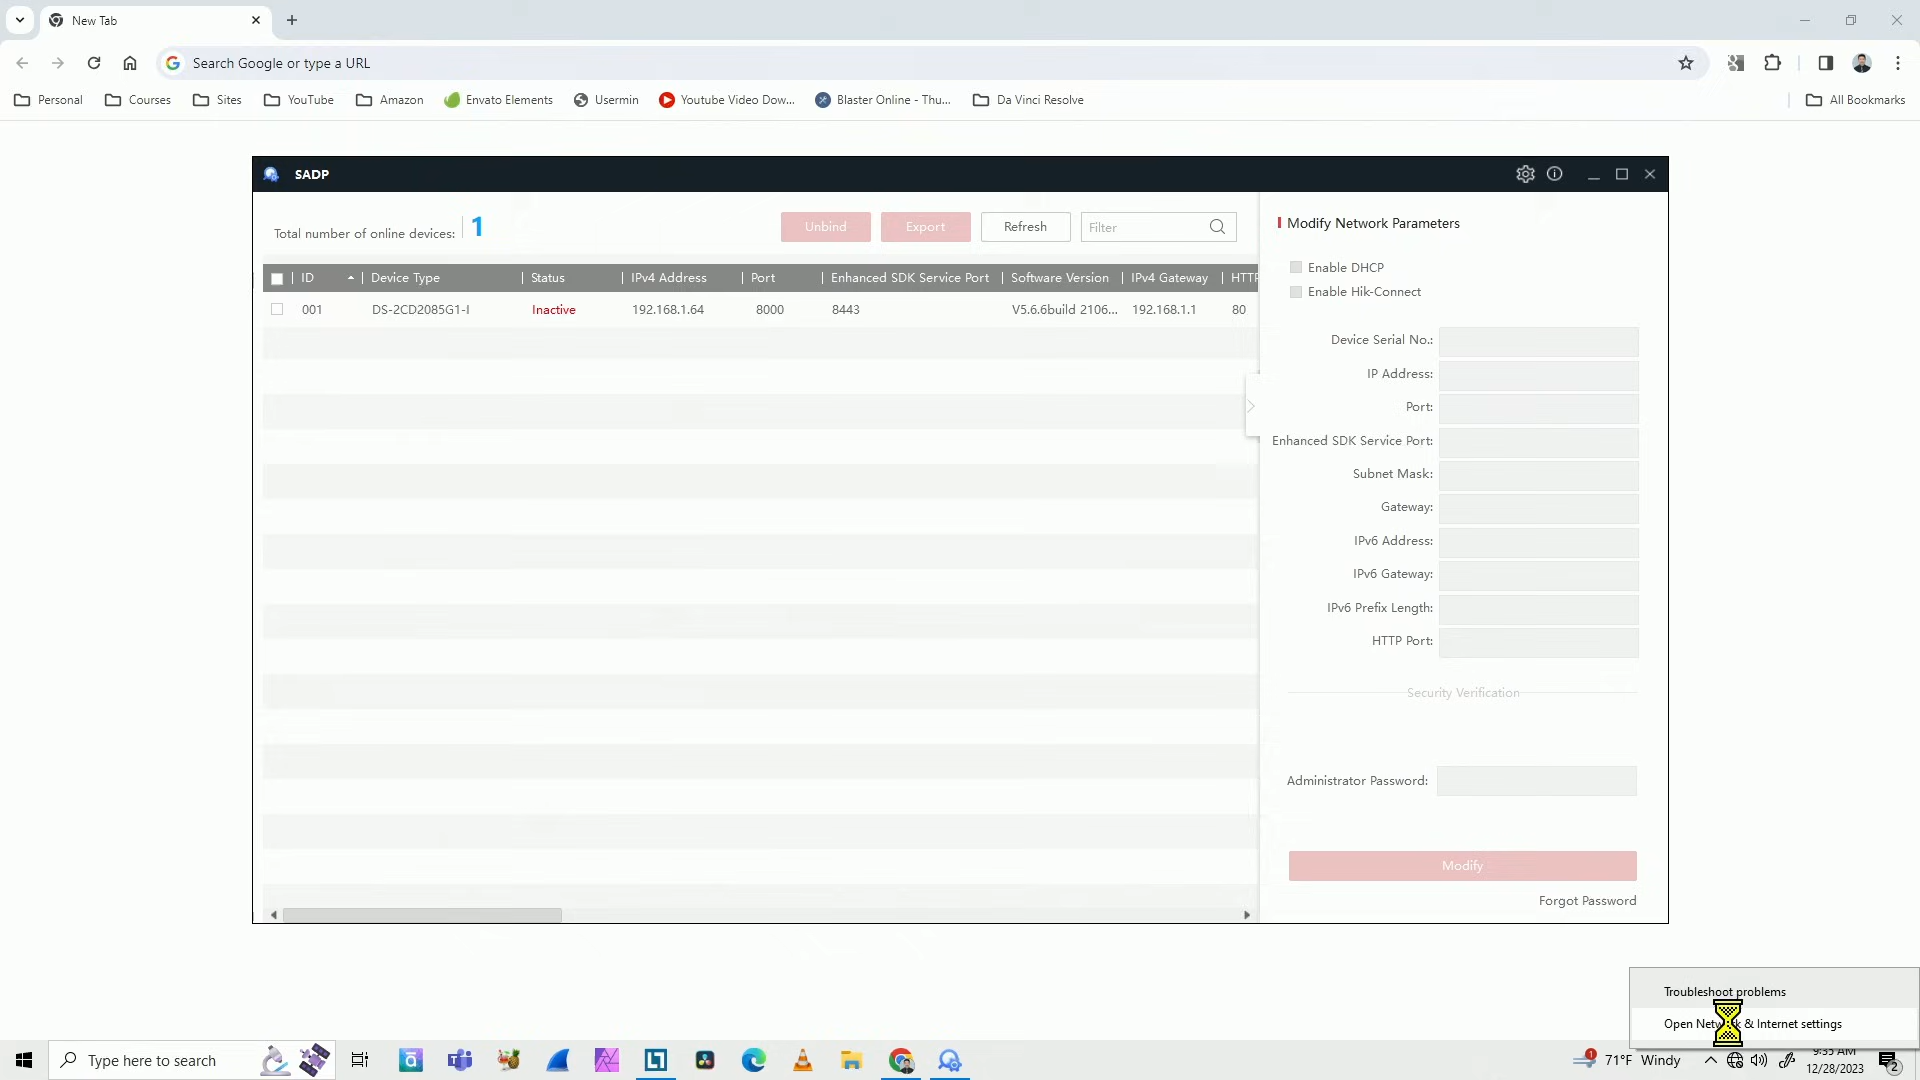 New Tab
Search Google or type a URL
Personal Courses Sites YouTube Amazon Envato Elements Usermin Youtube Video Dow... Blaster Online - Thu... Da Vinci Resolve All Bookmarks
SADP
Total number of online devices: 1 Unbind Export Refresh Filter
ID Device Type Status IPv4 Address Port Enhanced SDK Service Port Software Version IPv4 Gateway HTTP
001 DS-2CD2085G1-I Inactive 192.168.1.64 8000 8443 V5.6.6build 2106... 192.168.1.1 80
Modify Network Parameters
Enable DHCP
Enable Hik-Connect
Device Serial No.:
IP Address:
Port:
Enhanced SDK Service Port:
Subnet Mask:
Gateway:
IPv6 Address:
IPv6 Gateway:
IPv6 Prefix Length:
HTTP Port:
Security Verification
Administrator Password:
Modify
Forgot Password
Troubleshoot problems
Open & Internet settings
Type here to search
1 71°F Windy
9:35 AM
12/28/2023
2